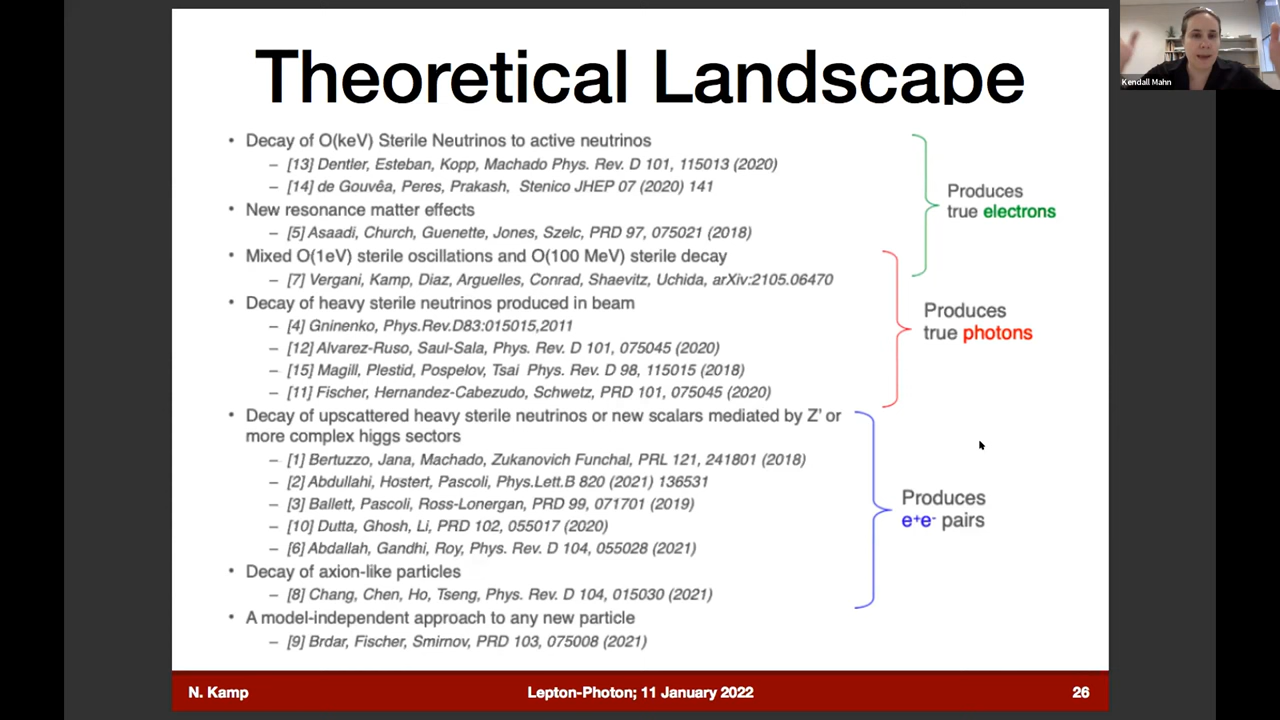 Theoretical Landscape
• Decay of O(keV) Sterile Neutrinos to active neutrinos
– [13] Dentler, Esteban, Kopp, Machado Phys. Rev. D 101, 115013 (2020)
– [14] de Gouvêa, Peres, Prakash, Stenico JHEP 07 (2020) 141
• New resonance matter effects
– [5] Asaadi, Church, Guenette, Jones, Szelc, PRD 97, 075021 (2018)
• Mixed O(1eV) sterile oscillations and O(100 MeV) sterile decay
– [7] Vergani, Kamp, Diaz, Arguelles, Conrad, Shaevitz, Uchida, arXiv:2105.06470
• Decay of heavy sterile neutrinos produced in beam
– [4] Gninenko, Phys.Rev.D83:015015,2011
– [12] Alvarez-Ruso, Saul-Sala, Phys. Rev. D 101, 075045 (2020)
– [15] Magill, Plestid, Pospelov, Tsai Phys. Rev. D 98, 115015 (2018)
– [11] Fischer, Hernandez-Cabezudo, Schwetz, PRD 101, 075045 (2020)
• Decay of upscattered heavy sterile neutrinos or new scalars mediated by Z’ or
more complex higgs sectors
– [1] Bertuzzo, Jana, Machado, Zukanovich Funchal, PRL 121, 241801 (2018)
– [2] Abdullahi, Hostert, Pascoli, Phys.Lett.B 820 (2021) 136531
– [3] Ballett, Pascoli, Ross-Lonergan, PRD 99, 071701 (2019)
– [10] Dutta, Ghosh, Li, PRD 102, 055017 (2020)
– [6] Abdallah, Gandhi, Roy, Phys. Rev. D 104, 055028 (2021)
• Decay of axion-like particles
– [8] Chang, Chen, Ho, Tseng, Phys. Rev. D 104, 015030 (2021)
• A model-independent approach to any new particle
– [9] Brdar, Fischer, Smirnov, PRD 103, 075008 (2021)
Produces
true electrons
Produces
true photons
Produces
e⁺e⁻ pairs
N. Kamp
Lepton-Photon; 11 January 2022
26
Kendall Mahn